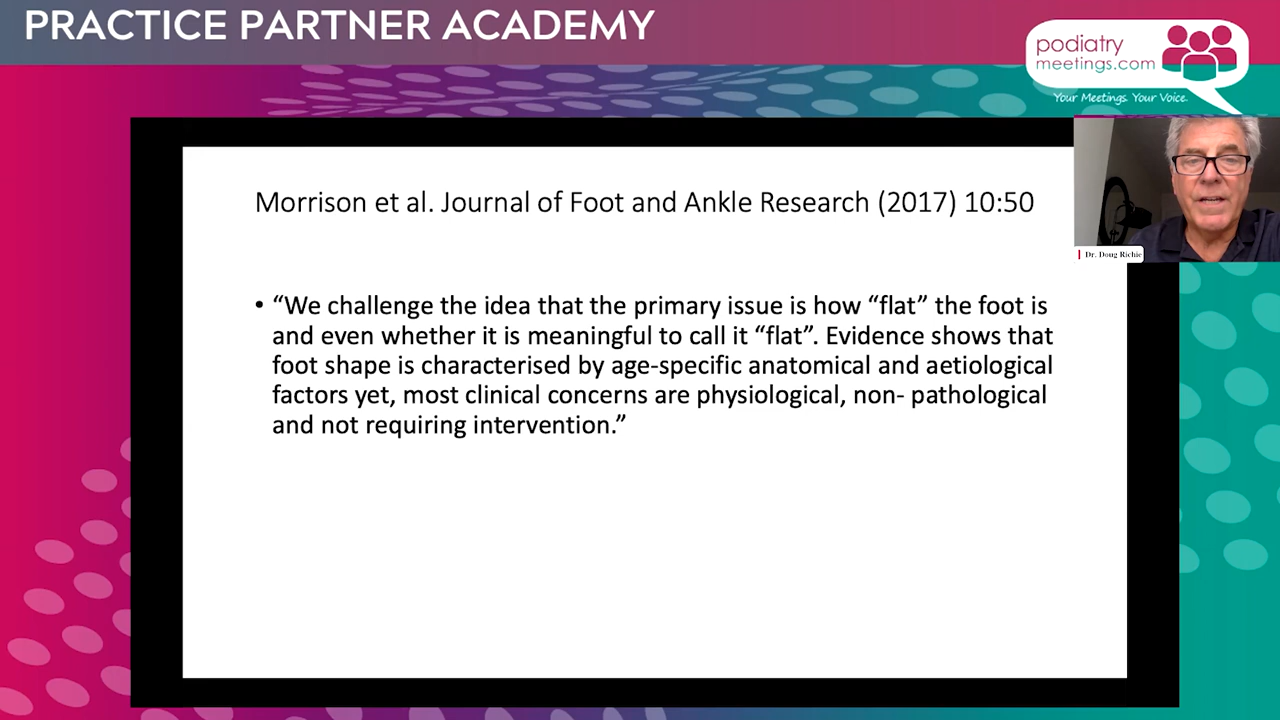 PRACTICE PARTNER ACADEMY
podiatry
meetings.com
Your Meetings. Your Voice.
Dr. Doug Richie
Morrison et al. Journal of Foot and Ankle Research (2017) 10:50
• “We challenge the idea that the primary issue is how “flat” the foot is
and even whether it is meaningful to call it “flat”. Evidence shows that
foot shape is characterised by age-specific anatomical and aetiological
factors yet, most clinical concerns are physiological, non- pathological
and not requiring intervention.”